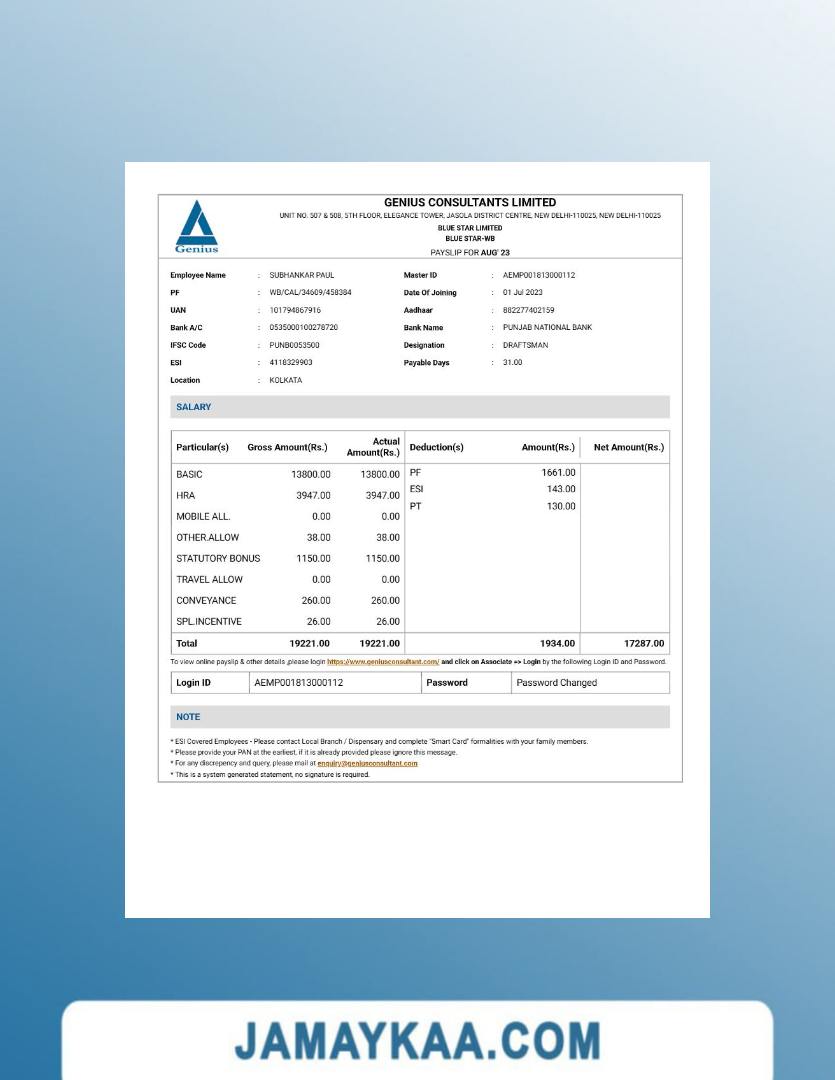 GENIUS CONSULTANTS LIMITED
UNIT NO. 507 & 508, 5TH FLOOR, ELEGANCE TOWER, JASOLA DISTRICT CENTRE, NEW DELHI-110025, NEW DELHI-110025
BLUE STAR LIMITED
BLUE STAR-WB
PAYSLIP FOR AUG' 23
Genius
Employee Name : SUBHANKAR PAUL Master ID : AEMP001813000112
PF : WB/CAL/34609/458384 Date Of Joining : 01 Jul 2023
UAN : 101794867916 Aadhaar : 882277402159
Bank A/C : 0535000100278720 Bank Name : PUNJAB NATIONAL BANK
IFSC Code : PUNB0053500 Designation : DRAFTSMAN
ESI : 4118329903 Payable Days : 31.00
Location : KOLKATA
SALARY
Particular(s) Gross Amount(Rs.) Actual Amount(Rs.) Deduction(s) Amount(Rs.) Net Amount(Rs.)
BASIC 13800.00 13800.00 PF 1661.00
HRA 3947.00 3947.00 ESI 143.00
MOBILE ALL. 0.00 0.00 PT 130.00
OTHER.ALLOW 38.00 38.00
STATUTORY BONUS 1150.00 1150.00
TRAVEL ALLOW 0.00 0.00
CONVEYANCE 260.00 260.00
SPL.INCENTIVE 26.00 26.00
Total 19221.00 19221.00 1934.00 17287.00
To view online payslip & other details ,please login https://www.geniusconsultant.com/ and click on Associate => Login by the following Login ID and Password.
Login ID AEMP001813000112 Password Password Changed
NOTE
* ESI Covered Employees - Please contact Local Branch / Dispensary and complete "Smart Card" formalities with your family members.
* Please provide your PAN at the earliest, if it is already provided please ignore this message.
* For any discrepency and query, please mail at enquiry@geniusconsultant.com
* This is a system generated statement, no signature is required.
JAMAYKAA.COM